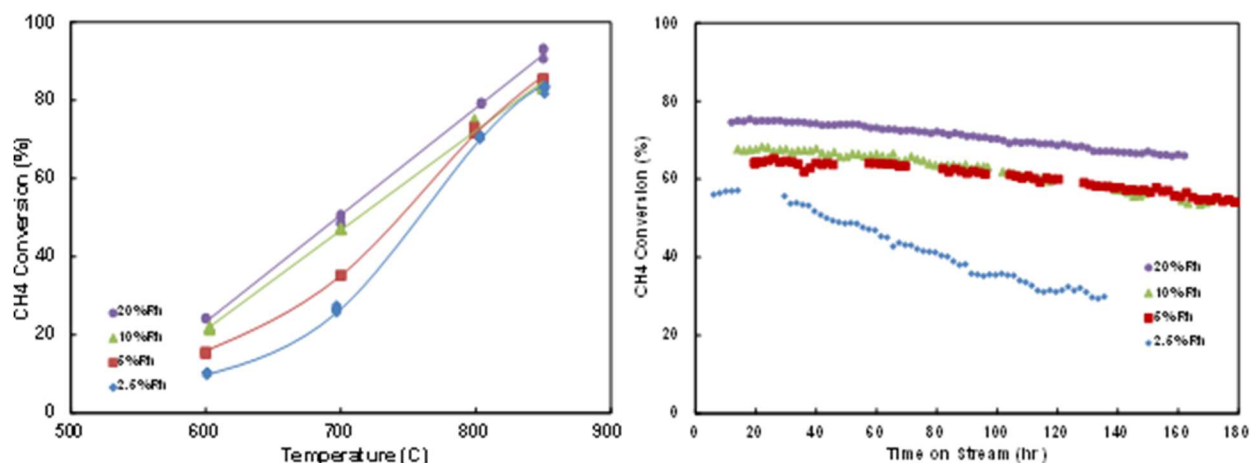 100
80
60
40
20
0
CH4 Conversion (%)
20%Rh
10%Rh
5%Rh
2.5%Rh
500
600
700
800
900
Temperature (C)
100
80
60
40
20
0
CH4 Conversion (%)
20%Rh
10%Rh
5%Rh
2.5%Rh
0
20
40
60
80
100
120
140
160
180
Time on Stream (hr)